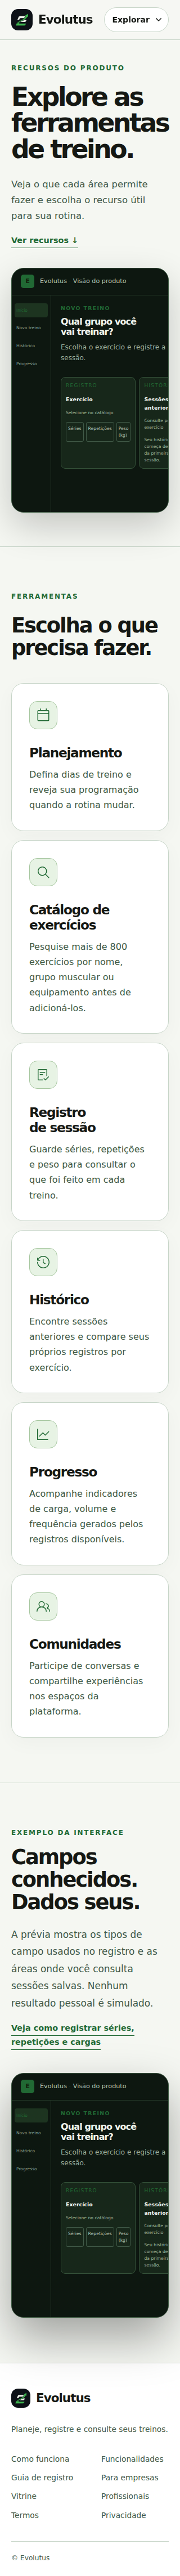 Evolutus
Explorar
RECURSOS DO PRODUTO
Explore as
ferramentas
de treino.
Veja o que cada área permite
fazer e escolha o recurso útil
para sua rotina.
Ver recursos ↓
E
Evolutus Visão do produto
Novo treino
Histórico
Progresso
NOVO TREINO
Qual grupo você
vai treinar?
Escolha o exercício e registre a
sessão.
REGISTRO
Exercício
Selecione no catálogo
Séries
Repetições
Peso
(kg)
Sessões
anterior
FERRAMENTAS
Escolha o que
precisa fazer.
Planejamento
Defina dias de treino e
reveja sua programação
quando a rotina mudar.
Catálogo de
exercícios
Pesquise mais de 800
exercícios por nome,
grupo muscular ou
equipamento antes de
adicioná-los.
Registro
de sessão
Guarde séries, repetições
e peso para consultar o
que foi feito em cada
treino.
Histórico
Encontre sessões
anteriores e compare seus
próprios registros por
exercício.
Progresso
Acompanhe indicadores
de carga, volume e
frequência gerados pelos
registros disponíveis.
Comunidades
Participe de conversas e
compartilhe experiências
nos espaços da
plataforma.
EXEMPLO DA INTERFACE
Campos
conhecidos.
Dados seus.
A prévia mostra os tipos de
campo usados no registro e as
áreas onde você consulta
sessões salvas. Nenhum
resultado pessoal é simulado.
Veja como registrar séries,
repetições e cargas
E
Evolutus Visão do produto
Novo treino
Histórico
Progresso
NOVO TREINO
Qual grupo você
vai treinar?
Escolha o exercício e registre a
sessão.
REGISTRO
Exercício
Selecione no catálogo
Séries
Repetições
Peso
(kg)
Sessões
anterior
Evolutus
Planeje, registre e consulte seus treinos.
Como funciona
Funcionalidades
Guia de registro
Para empresas
Vitrine
Profissionais
Termos
Privacidade
© Evolutus